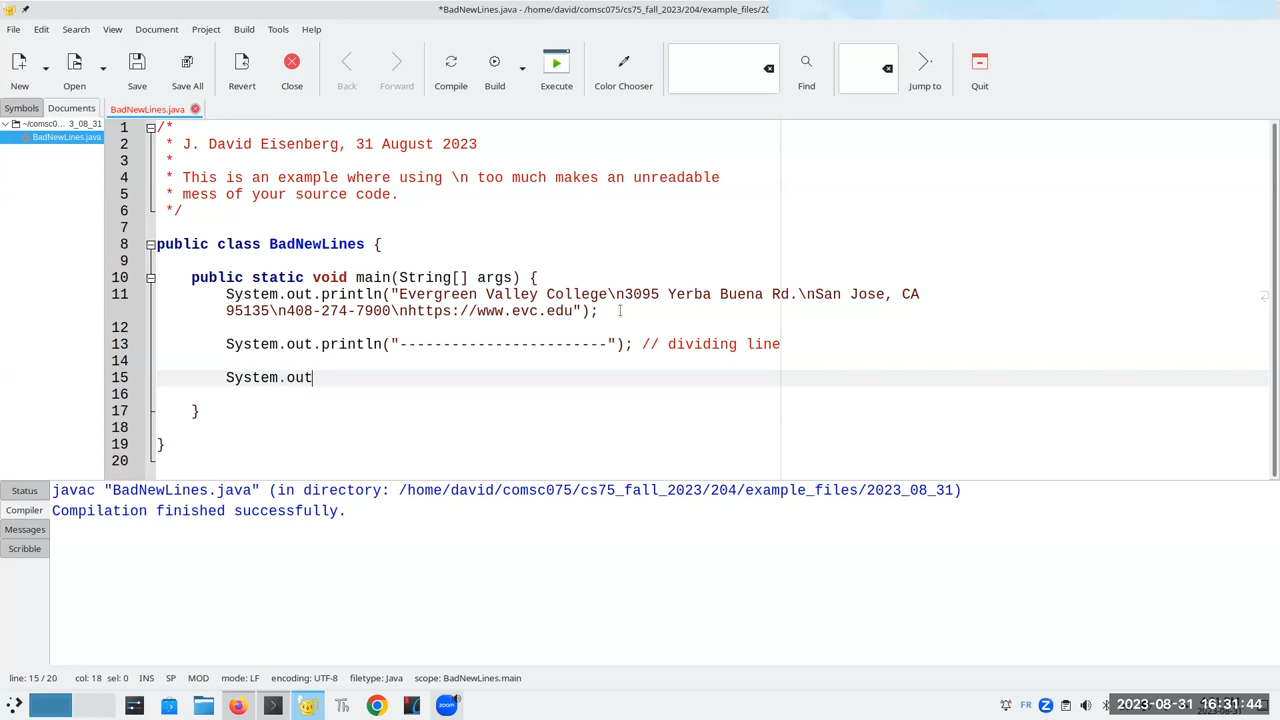 *BadNewLines.java - /home/david/comsc075/cs75_fall_2023/204/example_files/20
File Edit Search View Document Project Build Tools Help
New Open Save Save All Revert Close Back Forward Compile Build Execute Color Chooser Find Jump to Quit
Symbols Documents BadNewLines.java
~/comsc0... 3_08_31
BadNewLines.java
1 /*
2 * J. David Eisenberg, 31 August 2023
3 *
4 * This is an example where using \n too much makes an unreadable
5 * mess of your source code.
6 */
7
8 public class BadNewLines {
9
10 public static void main(String[] args) {
11 System.out.println("Evergreen Valley College\n3095 Yerba Buena Rd.\nSan Jose, CA
95135\n408-274-7900\nhttps://www.evc.edu");
12
13 System.out.println("------------------------"); // dividing line
14
15 System.out
16
17 }
18
19 }
20
Status
Compiler
Messages
Scribble
javac "BadNewLines.java" (in directory: /home/david/comsc075/cs75_fall_2023/204/example_files/2023_08_31)
Compilation finished successfully.
line: 15 / 20 col: 18 sel: 0 INS SP MOD mode: LF encoding: UTF-8 filetype: Java scope: BadNewLines.main
Th zoom FR Z 2023-08-31 16:31:44